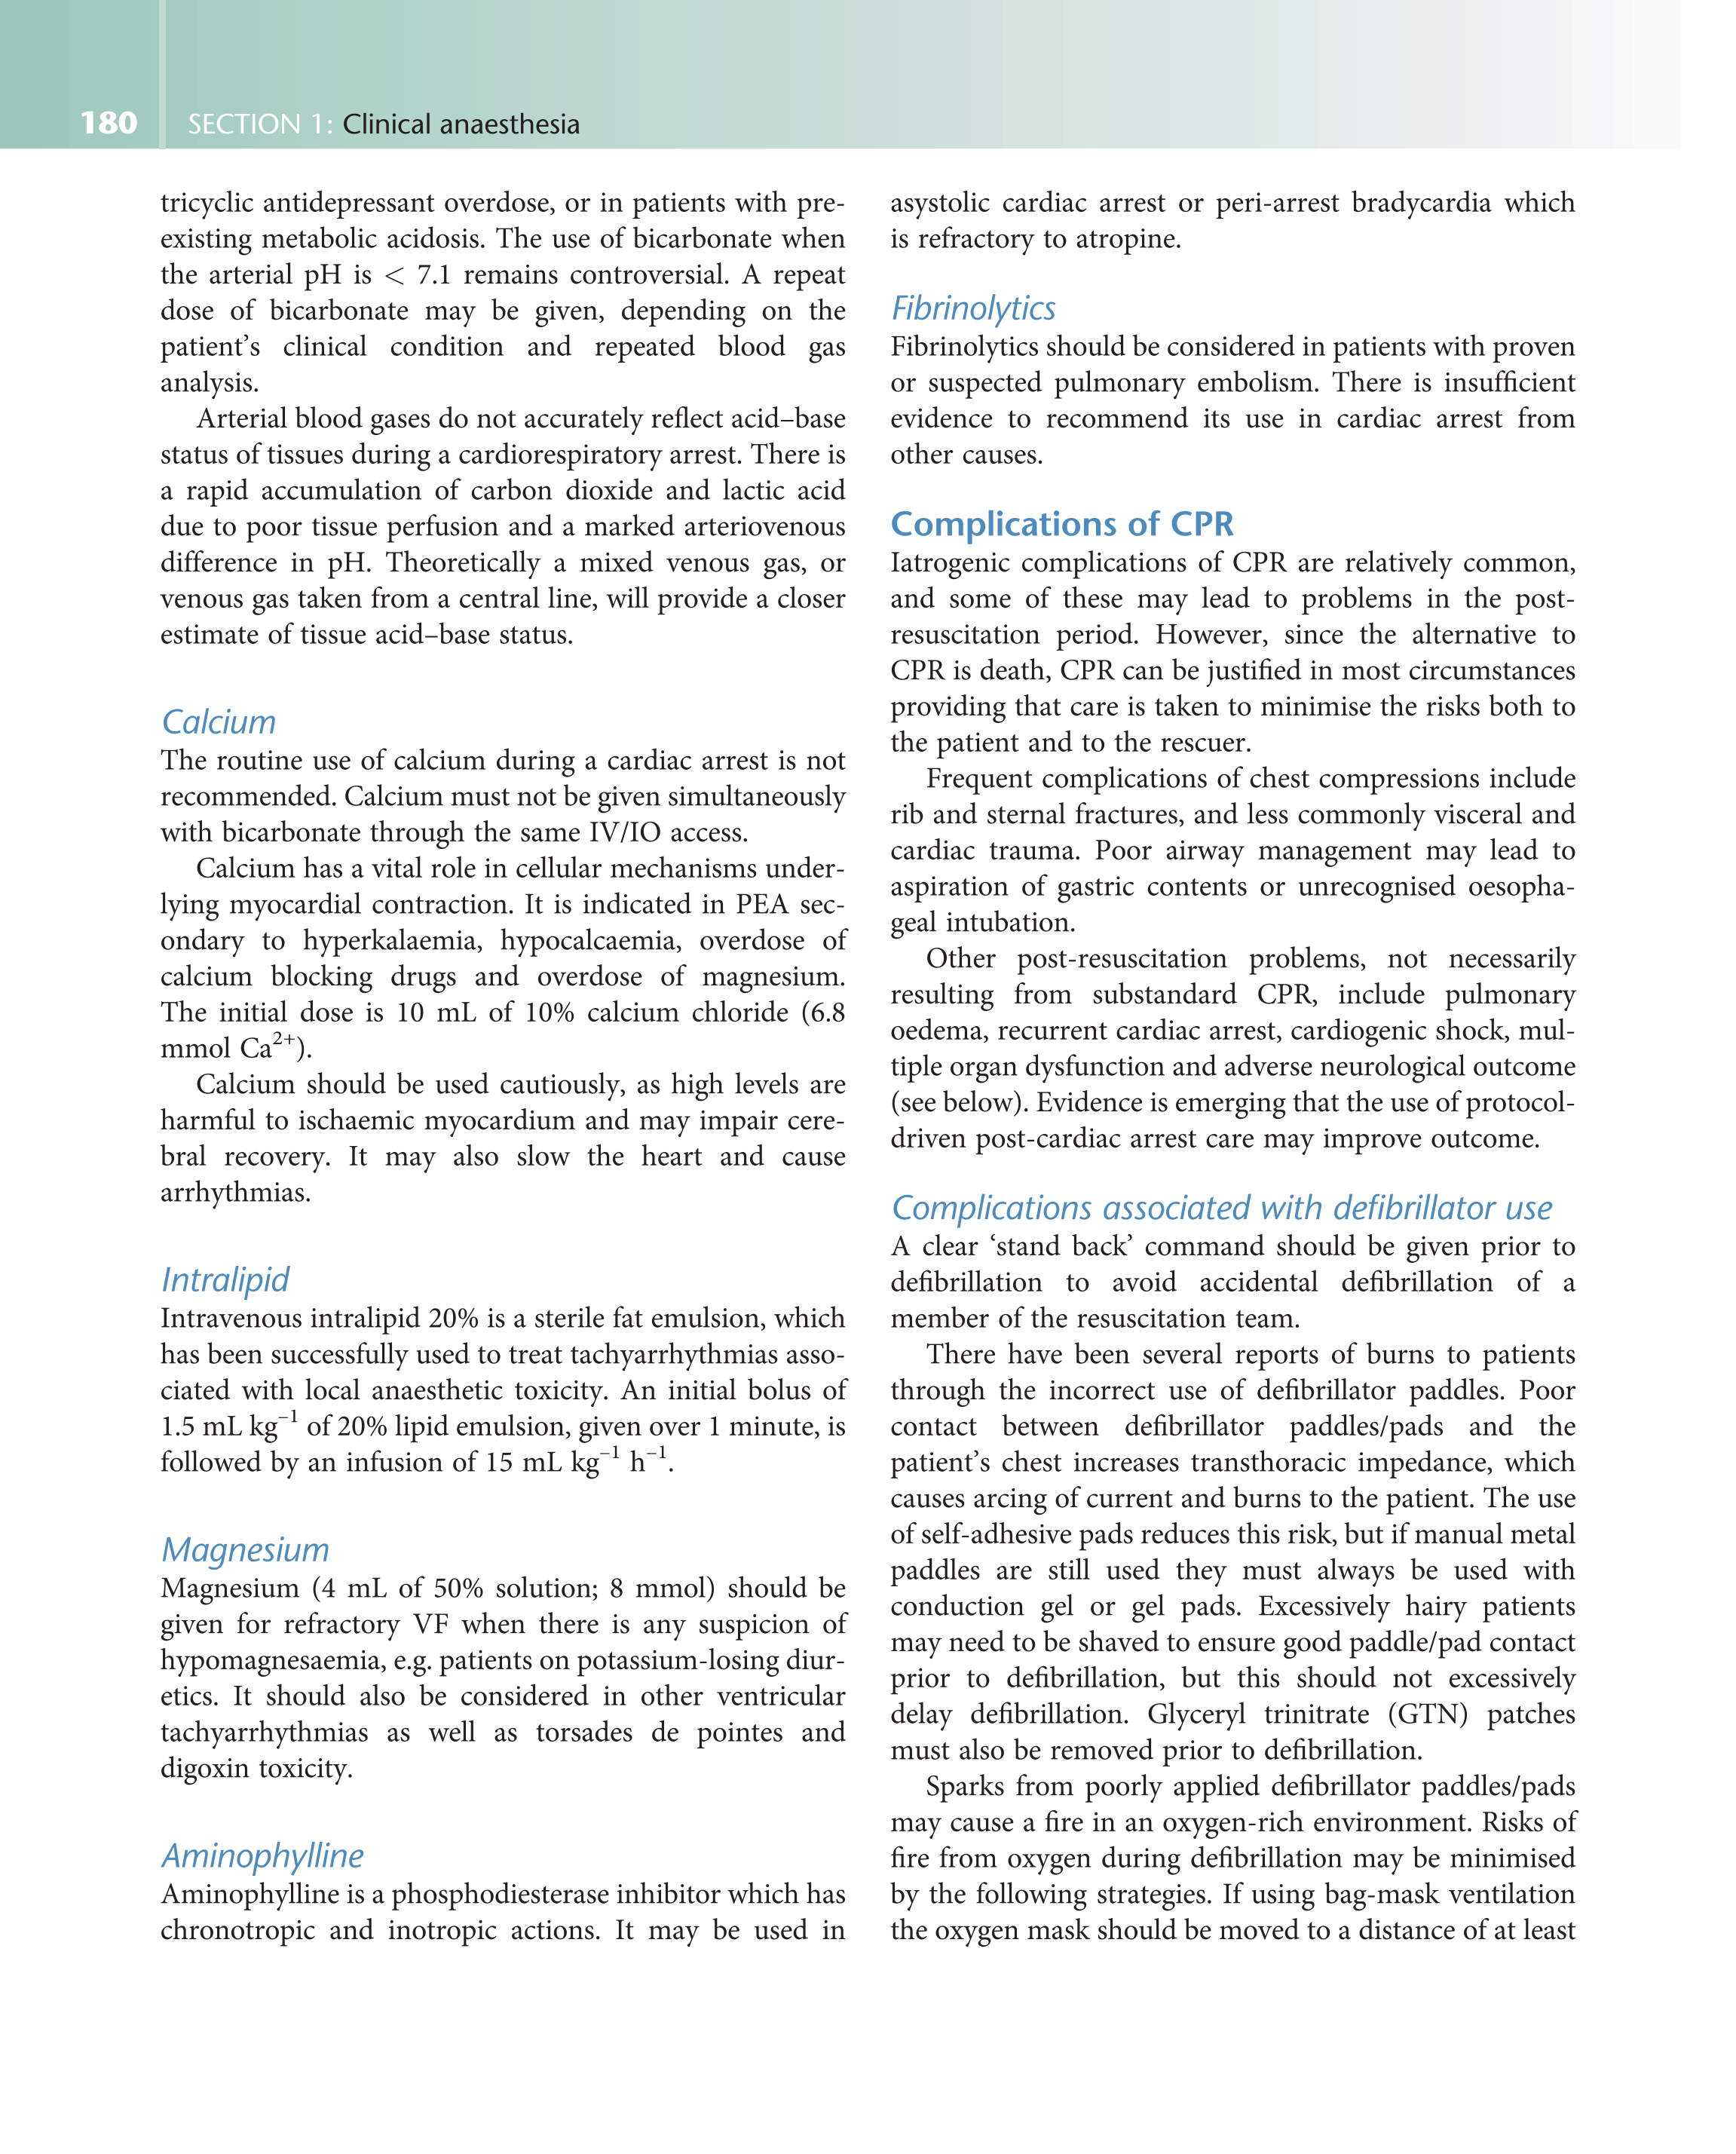 180 SECTION 1: Clinical anaesthesia
tricyclic antidepressant overdose, or in patients with pre-
existing metabolic acidosis. The use of bicarbonate when
the arterial pH is < 7.1 remains controversial. A repeat
dose of bicarbonate may be given, depending on the
patient’s clinical condition and repeated blood gas
analysis.
Arterial blood gases do not accurately reflect acid–base
status of tissues during a cardiorespiratory arrest. There is
a rapid accumulation of carbon dioxide and lactic acid
due to poor tissue perfusion and a marked arteriovenous
difference in pH. Theoretically a mixed venous gas, or
venous gas taken from a central line, will provide a closer
estimate of tissue acid–base status.
Calcium
The routine use of calcium during a cardiac arrest is not
recommended. Calcium must not be given simultaneously
with bicarbonate through the same IV/IO access.
Calcium has a vital role in cellular mechanisms under-
lying myocardial contraction. It is indicated in PEA sec-
ondary to hyperkalaemia, hypocalcaemia, overdose of
calcium blocking drugs and overdose of magnesium.
The initial dose is 10 mL of 10% calcium chloride (6.8
mmol Ca²⁺).
Calcium should be used cautiously, as high levels are
harmful to ischaemic myocardium and may impair cere-
bral recovery. It may also slow the heart and cause
arrhythmias.
Intralipid
Intravenous intralipid 20% is a sterile fat emulsion, which
has been successfully used to treat tachyarrhythmias asso-
ciated with local anaesthetic toxicity. An initial bolus of
1.5 mL kg⁻¹ of 20% lipid emulsion, given over 1 minute, is
followed by an infusion of 15 mL kg⁻¹ h⁻¹.
Magnesium
Magnesium (4 mL of 50% solution; 8 mmol) should be
given for refractory VF when there is any suspicion of
hypomagnesaemia, e.g. patients on potassium-losing diur-
etics. It should also be considered in other ventricular
tachyarrhythmias as well as torsades de pointes and
digoxin toxicity.
Aminophylline
Aminophylline is a phosphodiesterase inhibitor which has
chronotropic and inotropic actions. It may be used in
asystolic cardiac arrest or peri-arrest bradycardia which
is refractory to atropine.
Fibrinolytics
Fibrinolytics should be considered in patients with proven
or suspected pulmonary embolism. There is insufficient
evidence to recommend its use in cardiac arrest from
other causes.
Complications of CPR
Iatrogenic complications of CPR are relatively common,
and some of these may lead to problems in the post-
resuscitation period. However, since the alternative to
CPR is death, CPR can be justified in most circumstances
providing that care is taken to minimise the risks both to
the patient and to the rescuer.
Frequent complications of chest compressions include
rib and sternal fractures, and less commonly visceral and
cardiac trauma. Poor airway management may lead to
aspiration of gastric contents or unrecognised oesopha-
geal intubation.
Other post-resuscitation problems, not necessarily
resulting from substandard CPR, include pulmonary
oedema, recurrent cardiac arrest, cardiogenic shock, mul-
tiple organ dysfunction and adverse neurological outcome
(see below). Evidence is emerging that the use of protocol-
driven post-cardiac arrest care may improve outcome.
Complications associated with defibrillator use
A clear ‘stand back’ command should be given prior to
defibrillation to avoid accidental defibrillation of a
member of the resuscitation team.
There have been several reports of burns to patients
through the incorrect use of defibrillator paddles. Poor
contact between defibrillator paddles/pads and the
patient’s chest increases transthoracic impedance, which
causes arcing of current and burns to the patient. The use
of self-adhesive pads reduces this risk, but if manual metal
paddles are still used they must always be used with
conduction gel or gel pads. Excessively hairy patients
may need to be shaved to ensure good paddle/pad contact
prior to defibrillation, but this should not excessively
delay defibrillation. Glyceryl trinitrate (GTN) patches
must also be removed prior to defibrillation.
Sparks from poorly applied defibrillator paddles/pads
may cause a fire in an oxygen-rich environment. Risks of
fire from oxygen during defibrillation may be minimised
by the following strategies. If using bag-mask ventilation
the oxygen mask should be moved to a distance of at least